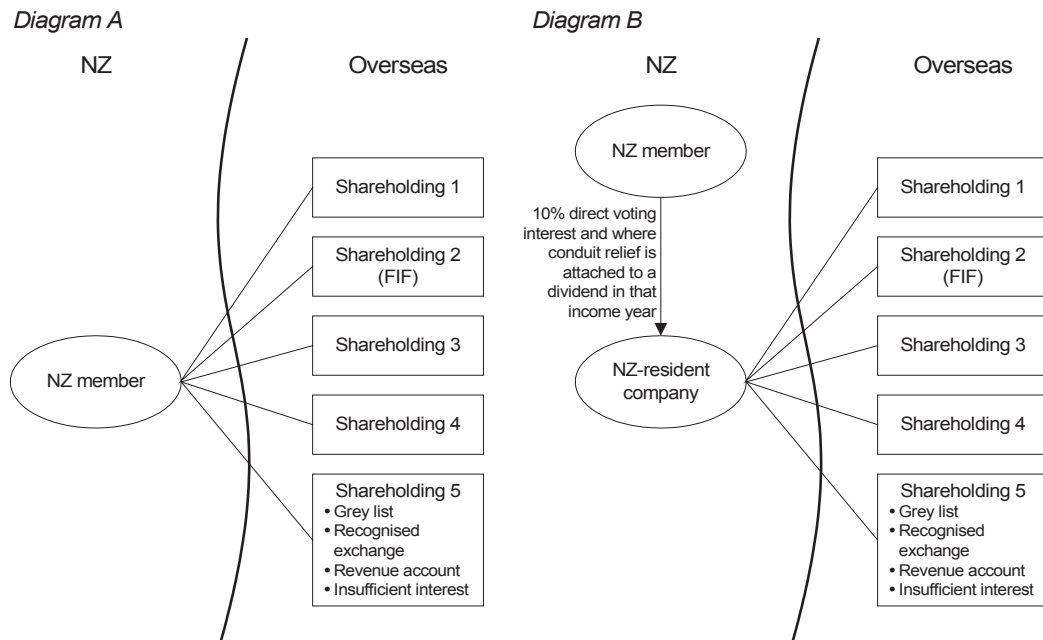 Diagram A
NZ
Overseas
Shareholding 1
Shareholding 2
(FIF)
Shareholding 3
NZ member
Shareholding 4
Shareholding 5
• Grey list
• Recognised
exchange
• Revenue account
• Insufficient interest
Diagram B
NZ
Overseas
NZ member
10% direct voting
interest and where
conduit relief is
attached to a
dividend in that
income year
NZ-resident
company
Shareholding 1
Shareholding 2
(FIF)
Shareholding 3
Shareholding 4
Shareholding 5
• Grey list
• Recognised
exchange
• Revenue account
• Insufficient interest